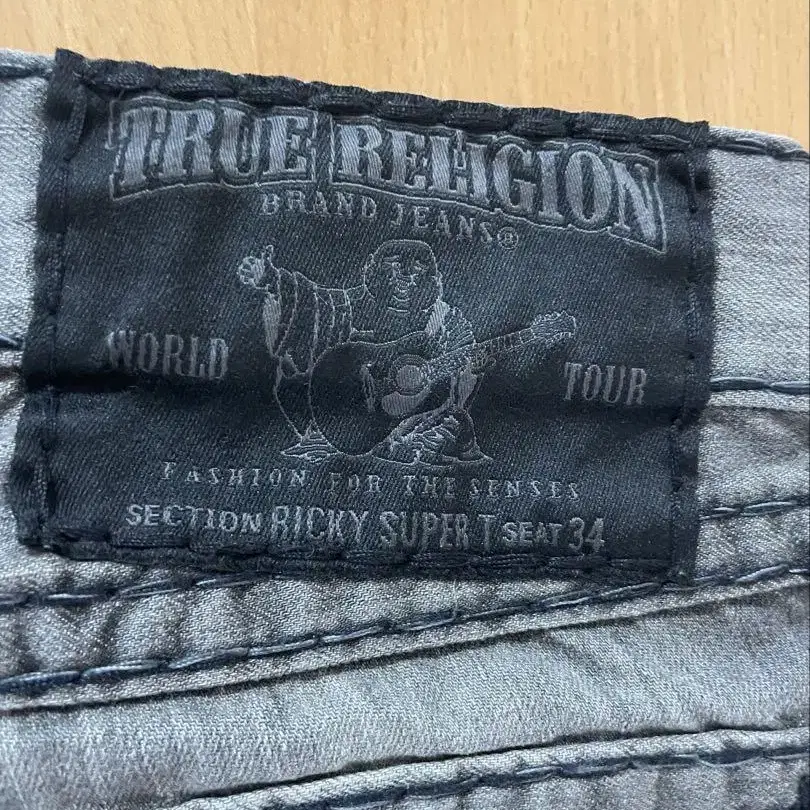 TRUE RELIGION
BRAND JEANS®
WORLD TOUR
FASHION FOR THE SENSES
SECTION RICKY SUPER T SEAT 34